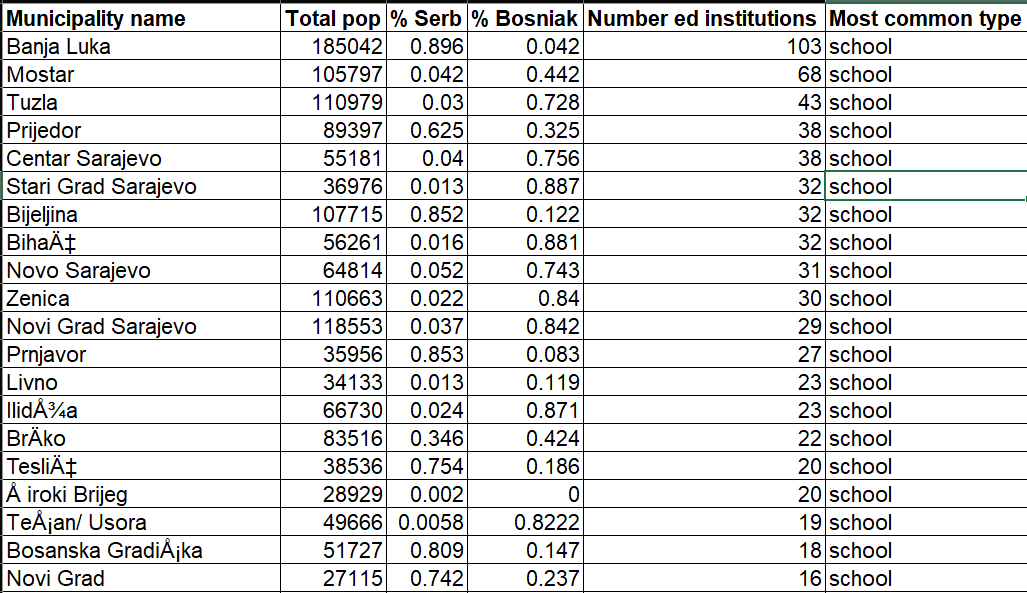 Municipality name Total pop % Serb % Bosniak Number ed institutions Most common type
Banja Luka 185042 0.896 0.042 103 school
Mostar 105797 0.042 0.442 68 school
Tuzla 110979 0.03 0.728 43 school
Prijedor 89397 0.625 0.325 38 school
Centar Sarajevo 55181 0.04 0.756 38 school
Stari Grad Sarajevo 36976 0.013 0.887 32 school
Bijeljina 107715 0.852 0.122 32 school
BihaÄ‡ 56261 0.016 0.881 32 school
Novo Sarajevo 64814 0.052 0.743 31 school
Zenica 110663 0.022 0.84 30 school
Novi Grad Sarajevo 118553 0.037 0.842 29 school
Prnjavor 35956 0.853 0.083 27 school
Livno 34133 0.013 0.119 23 school
IlidÅ¾a 66730 0.024 0.871 23 school
BrÄko 83516 0.346 0.424 22 school
TesliÄ‡ 38536 0.754 0.186 20 school
Å iroki Brijeg 28929 0.002 0 20 school
TeÅ¡an/ Usora 49666 0.0058 0.8222 19 school
Bosanska GradiÅ¡ka 51727 0.809 0.147 18 school
Novi Grad 27115 0.742 0.237 16 school